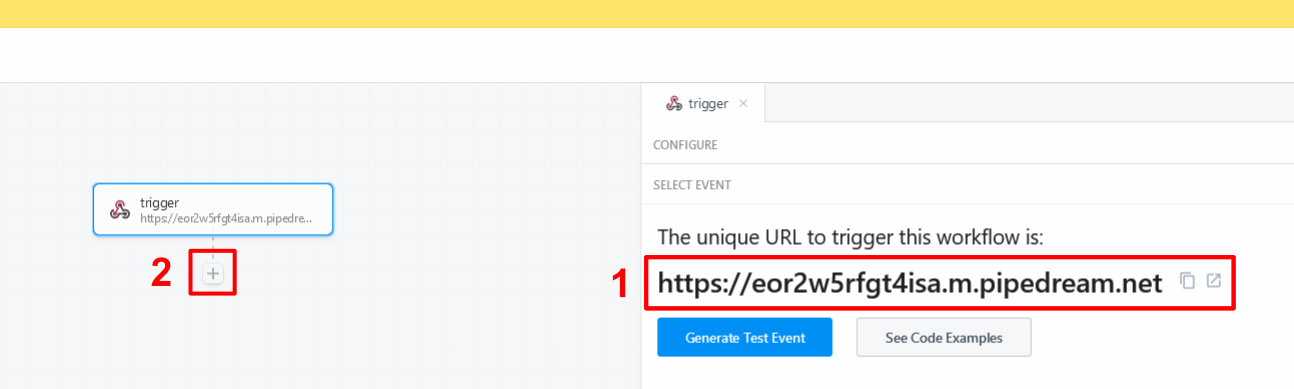 trigger
CONFIGURE
SELECT EVENT
trigger
https://eor2w5rfgt4isa.m.pipedre...
2
The unique URL to trigger this workflow is:
1
https://eor2w5rfgt4isa.m.pipedream.net
Generate Test Event
See Code Examples